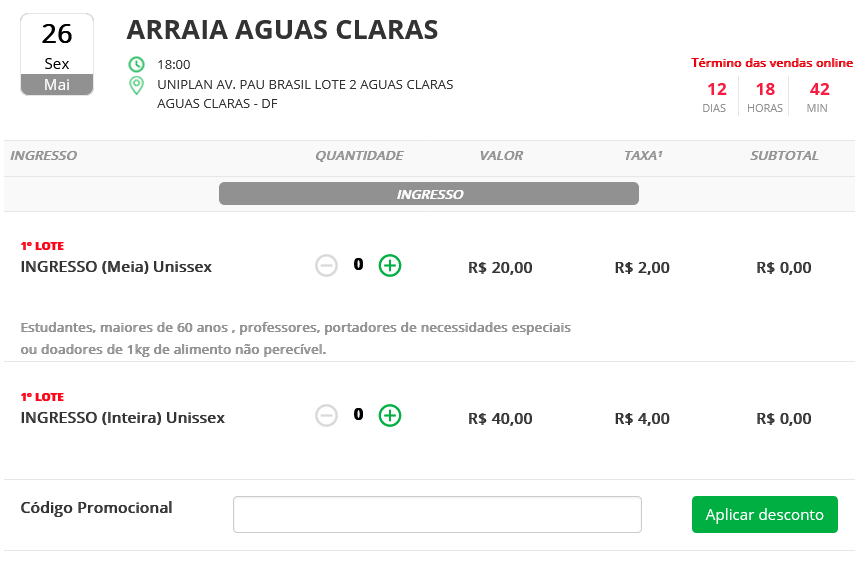 26
Sex
Mai
ARRAIA AGUAS CLARAS
18:00
UNIPLAN AV. PAU BRASIL LOTE 2 AGUAS CLARAS
AGUAS CLARAS - DF
Término das vendas online
12 18 42
DIAS HORAS MIN
INGRESSO QUANTIDADE VALOR TAXA¹ SUBTOTAL
INGRESSO
1º LOTE
INGRESSO (Meia) Unissex 0 R$ 20,00 R$ 2,00 R$ 0,00
Estudantes, maiores de 60 anos , professores, portadores de necessidades especiais
ou doadores de 1kg de alimento não perecível.
1º LOTE
INGRESSO (Inteira) Unissex 0 R$ 40,00 R$ 4,00 R$ 0,00
Código Promocional Aplicar desconto